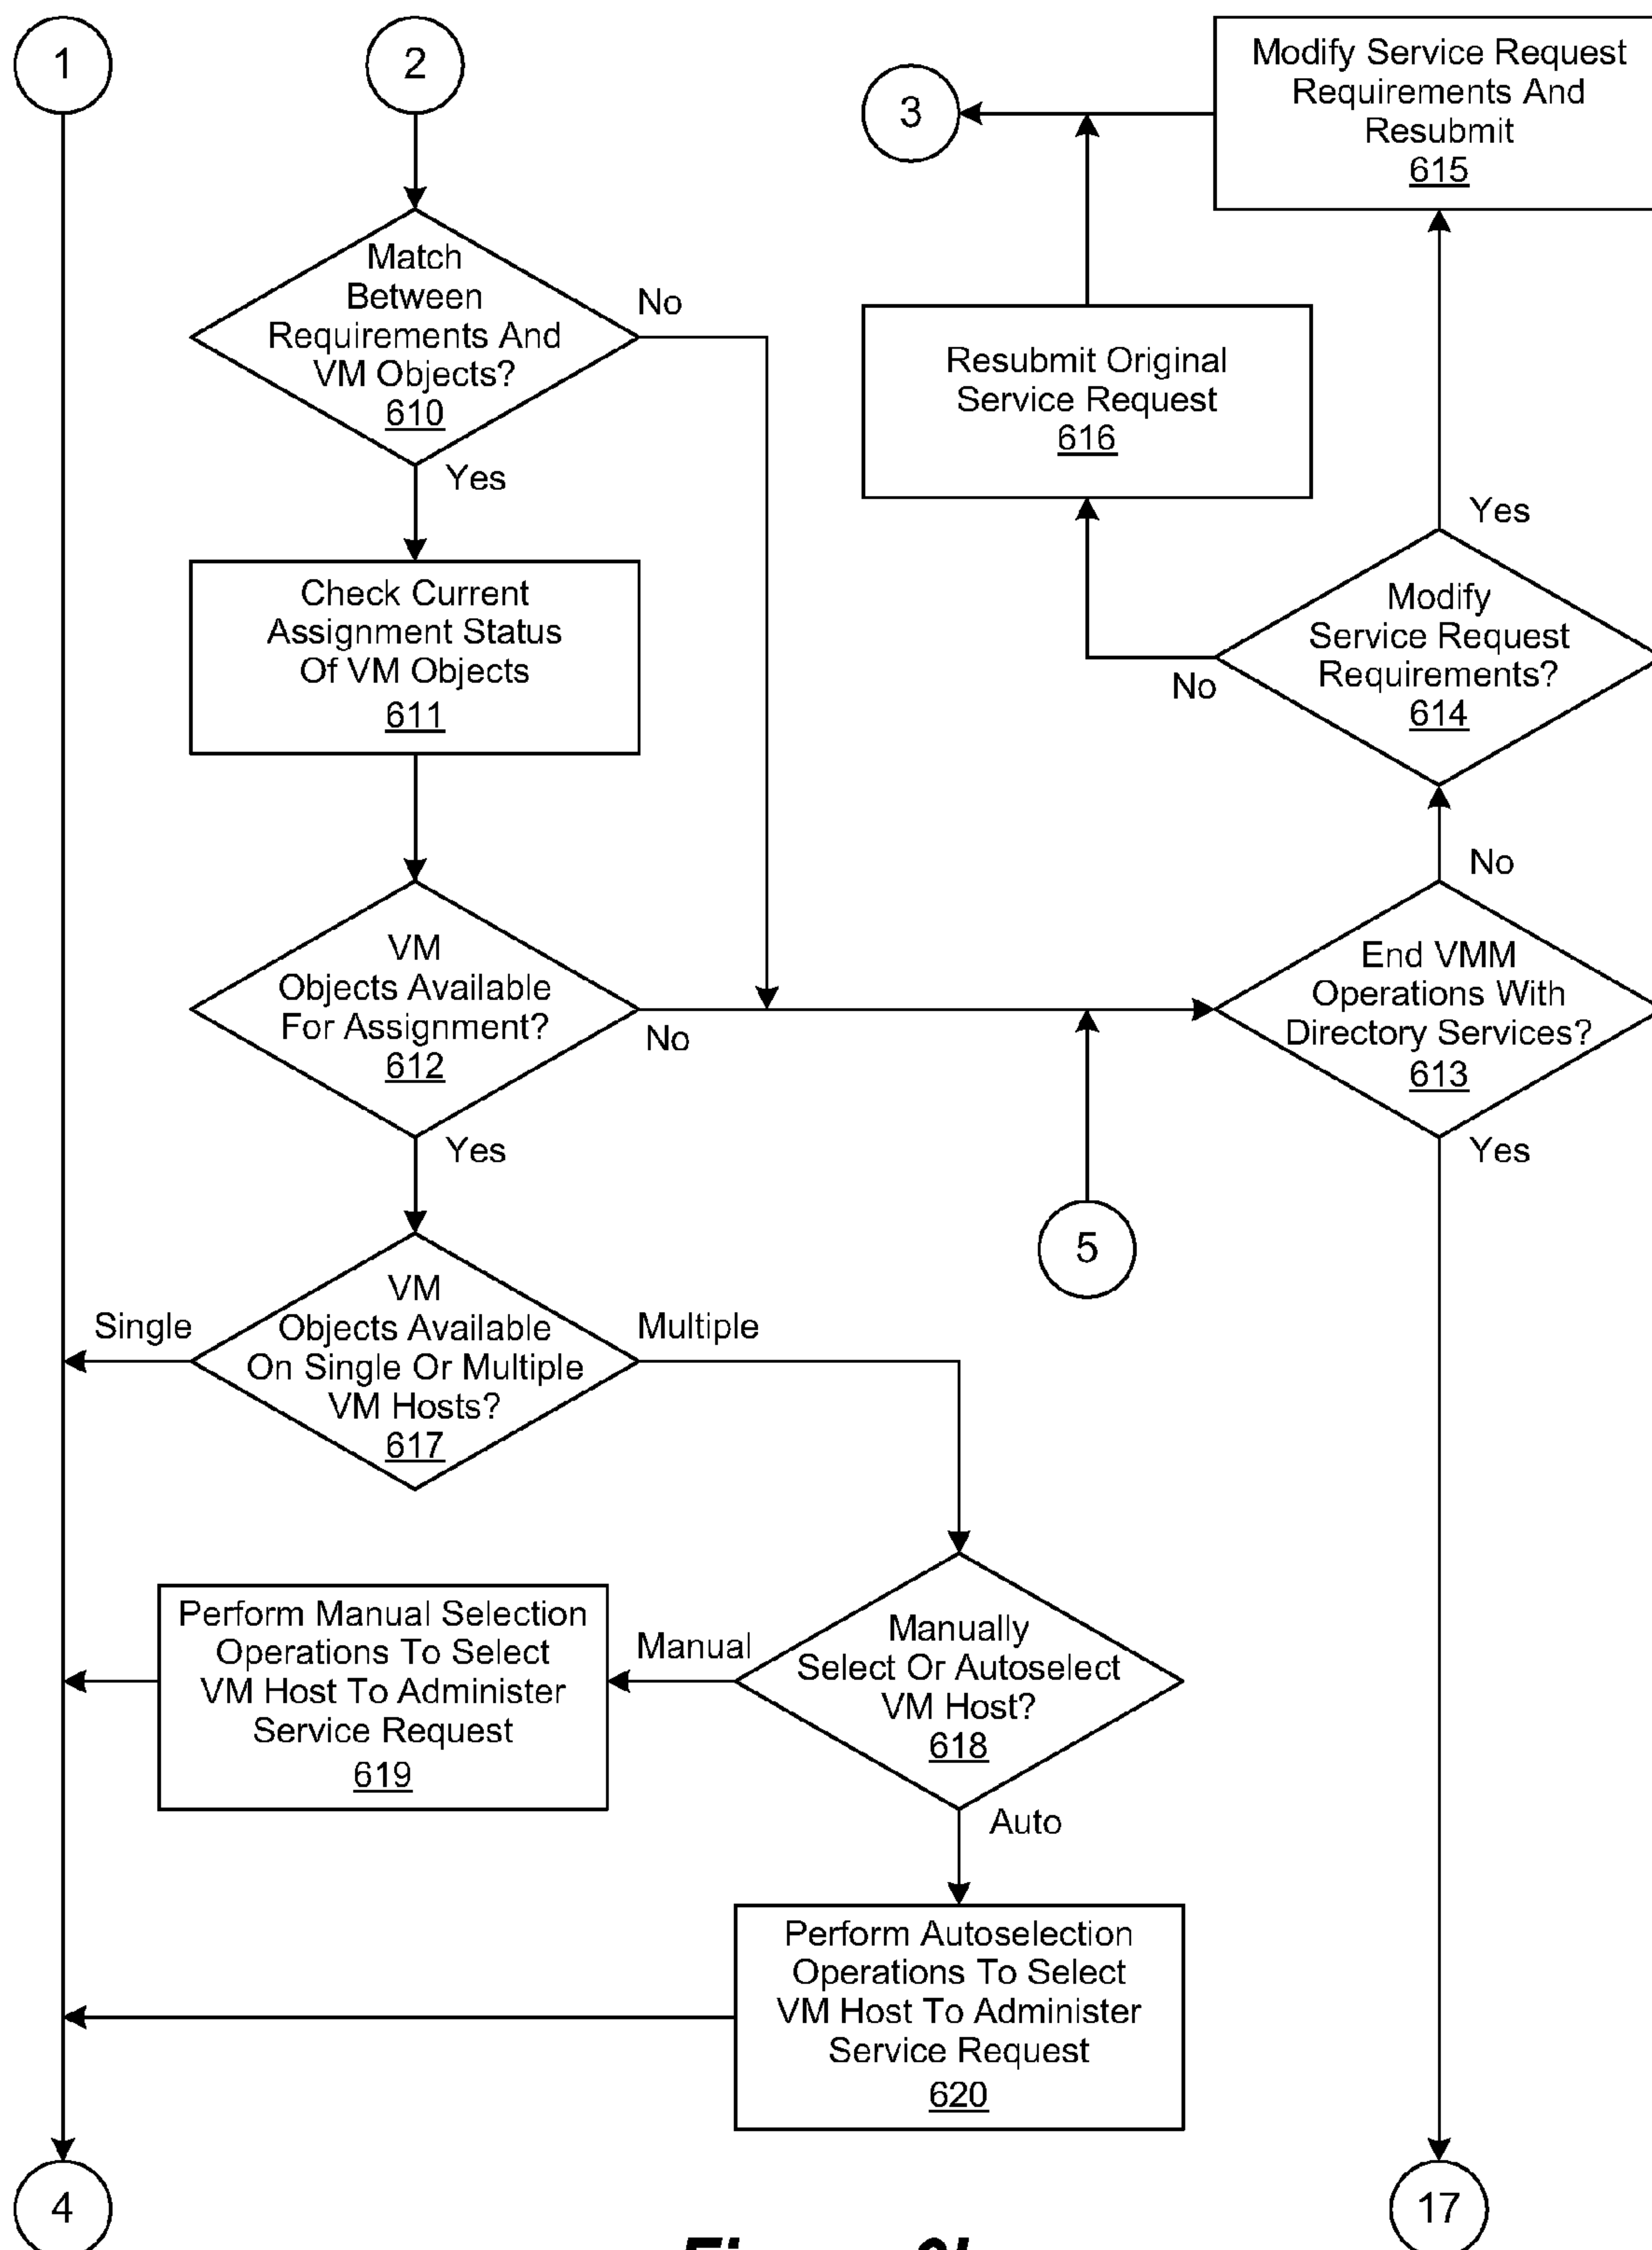 1
2
3
Modify Service Request
Requirements And
Resubmit
615
Match
Between
Requirements And
VM Objects?
610
No
Yes
Resubmit Original
Service Request
616
Yes
Check Current
Assignment Status
Of VM Objects
611
Modify
Service Request
Requirements?
614
No
No
VM
Objects Available
For Assignment?
612
No
Yes
End VMM
Operations With
Directory Services?
613
Yes
5
VM
Objects Available
On Single Or Multiple
VM Hosts?
617
Single
Multiple
Perform Manual Selection
Operations To Select
VM Host To Administer
Service Request
619
Manual
Manually
Select Or Autoselect
VM Host?
618
Auto
Perform Autoselection
Operations To Select
VM Host To Administer
Service Request
620
4
17